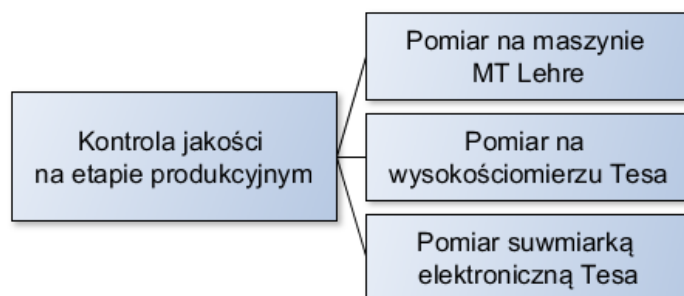 Kontrola jakości
na etapie produkcyjnym
Pomiar na maszynie
MT Lehre
Pomiar na
wysokościomierzu Tesa
Pomiar suwmiarką
elektroniczną Tesa